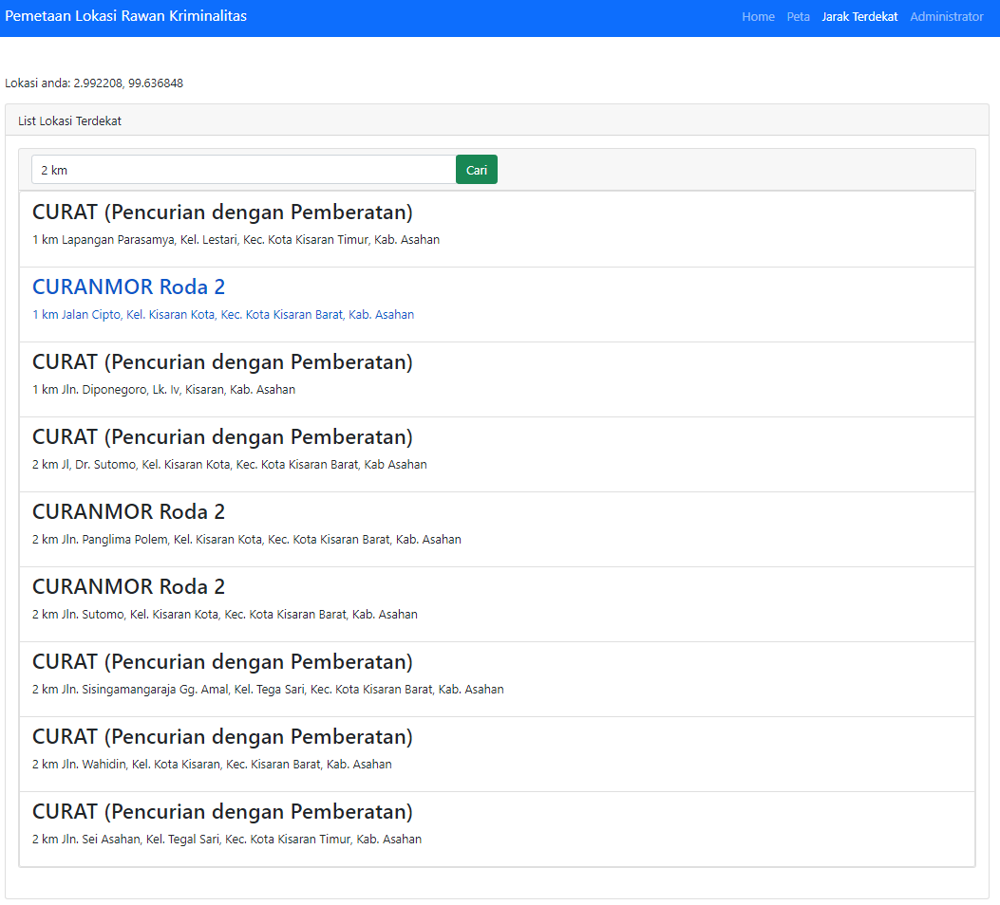 Pemetaan Lokasi Rawan Kriminalitas
Home Peta Jarak Terdekat Administrator
Lokasi anda: 2.992208, 99.636848
List Lokasi Terdekat
2 km
Cari
CURAT (Pencurian dengan Pemberatan)
1 km Lapangan Parasamya, Kel. Lestari, Kec. Kota Kisaran Timur, Kab. Asahan
CURANMOR Roda 2
1 km Jalan Cipto, Kel. Kisaran Kota, Kec. Kota Kisaran Barat, Kab. Asahan
CURAT (Pencurian dengan Pemberatan)
1 km Jln. Diponegoro, Lk. Iv, Kisaran, Kab. Asahan
CURAT (Pencurian dengan Pemberatan)
2 km Jl, Dr. Sutomo, Kel. Kisaran Kota, Kec. Kota Kisaran Barat, Kab Asahan
CURANMOR Roda 2
2 km Jln. Panglima Polem, Kel. Kisaran Kota, Kec. Kota Kisaran Barat, Kab. Asahan
CURANMOR Roda 2
2 km Jln. Sutomo, Kel. Kisaran Kota, Kec. Kota Kisaran Barat, Kab. Asahan
CURAT (Pencurian dengan Pemberatan)
2 km Jln. Sisingamangaraja Gg. Amal, Kel. Tega Sari, Kec. Kota Kisaran Barat, Kab. Asahan
CURAT (Pencurian dengan Pemberatan)
2 km Jln. Wahidin, Kel. Kota Kisaran, Kec. Kisaran Barat, Kab. Asahan
CURAT (Pencurian dengan Pemberatan)
2 km Jln. Sei Asahan, Kel. Tegal Sari, Kec. Kota Kisaran Timur, Kab. Asahan